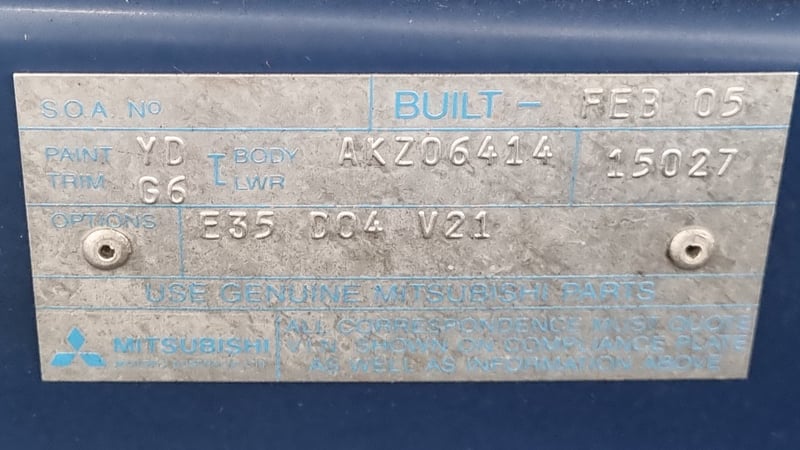 S.O.A. Nº BUILT - FEB 05
PAINT YD BODY AKZ06414 15027
TRIM G6 LWR
OPTIONS E35 D04 V21
USE GENUINE MITSUBISHI PARTS
ALL CORRESPONDENCE MUST QUOTE
MITSUBISHI V.I.N. SHOWN ON COMPLIANCE PLATE
AS WELL AS INFORMATION ABOVE